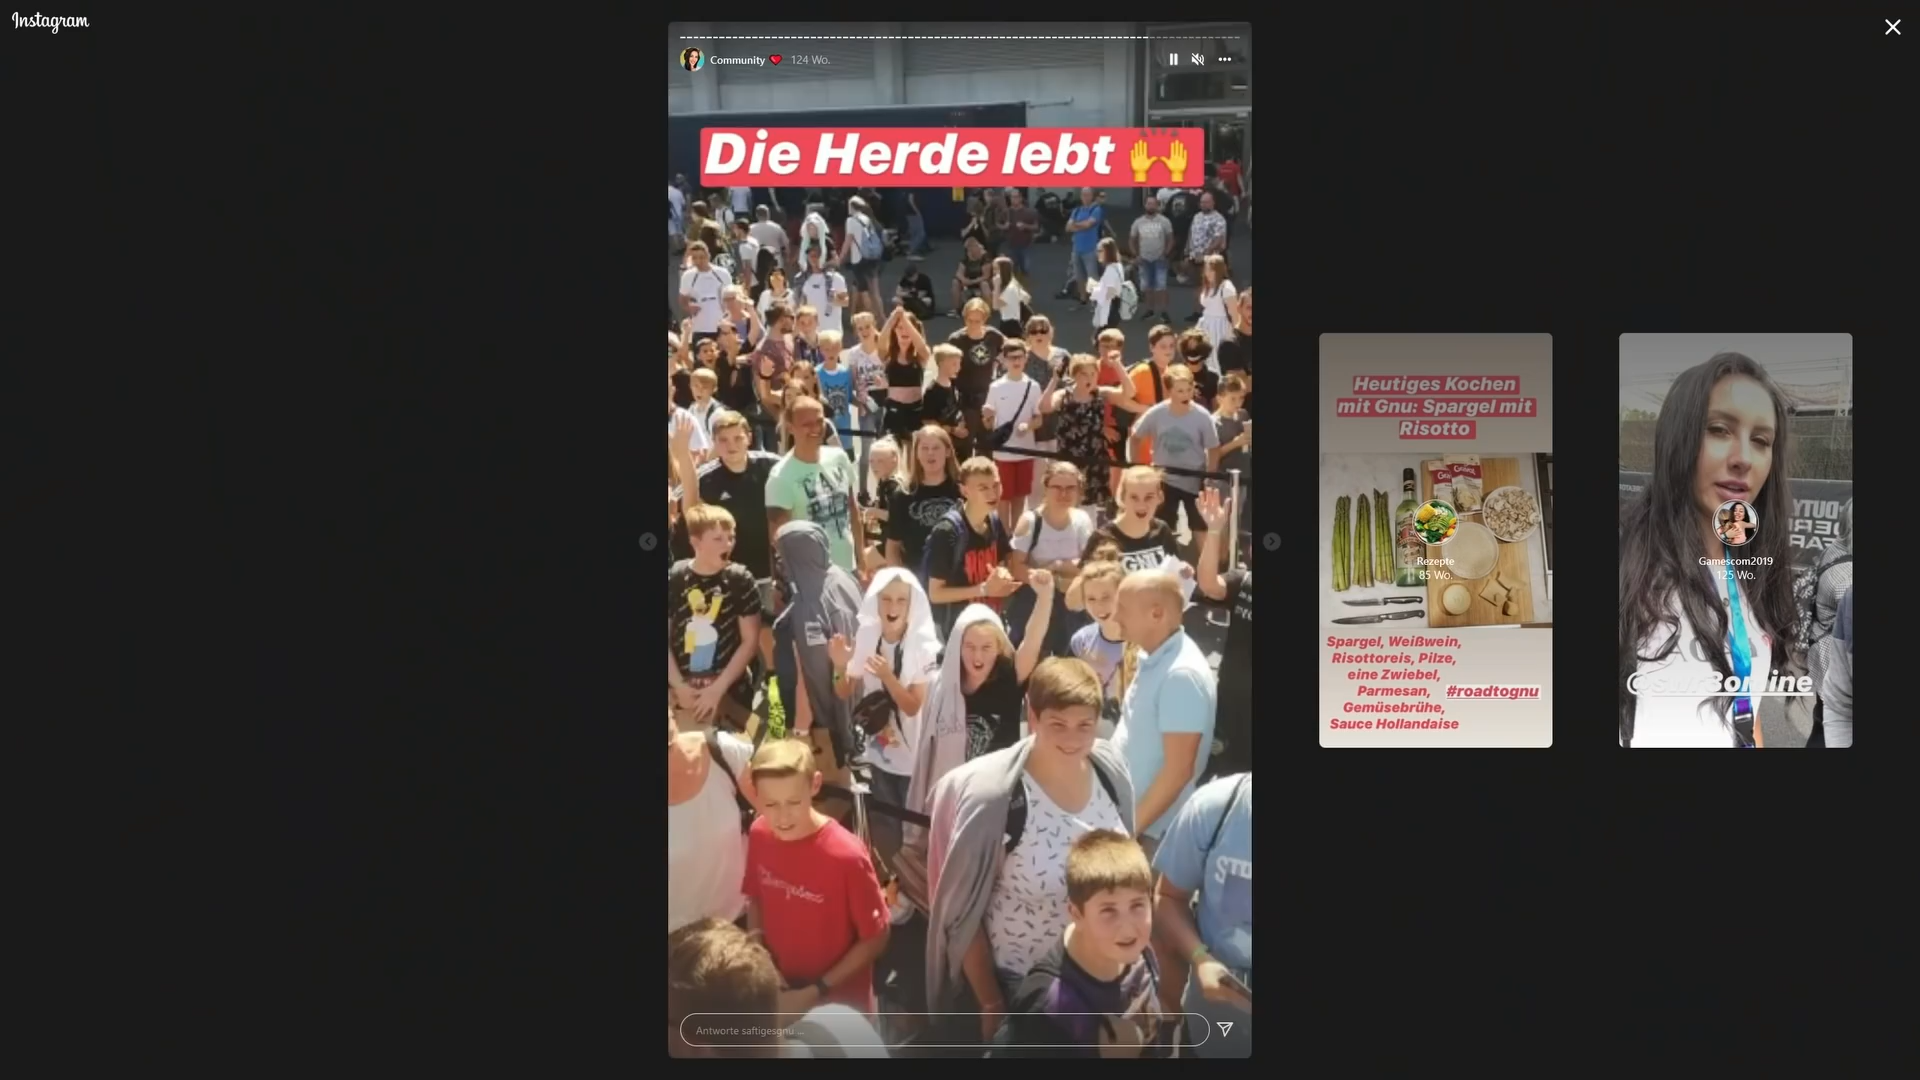 Instagram
Community ❤️ 124 Wo.
Die Herde lebt 🙌
Antworte saftigesgnu ...
Heutiges Kochen
mit Gnu: Spargel mit
Risotto
Rezepte
85 Wo.
Spargel, Weißwein,
Risottoreis, Pilze,
eine Zwiebel,
Parmesan,
#roadtognu
Gemüsebrühe,
Sauce Hollandaise
Gamescom2019
125 Wo.